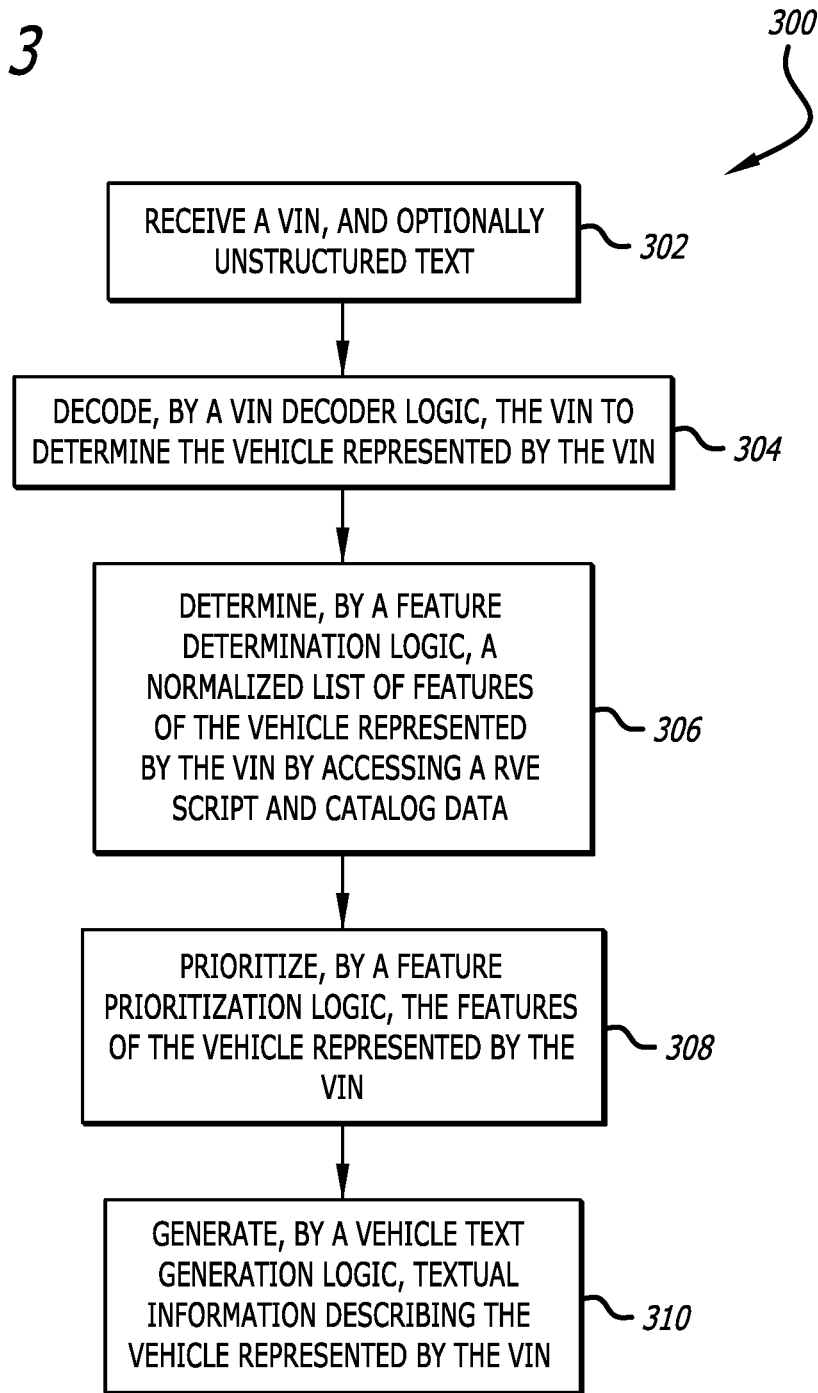 3
300
RECEIVE A VIN, AND OPTIONALLY
UNSTRUCTURED TEXT
302
DECODE, BY A VIN DECODER LOGIC, THE VIN TO
DETERMINE THE VEHICLE REPRESENTED BY THE VIN
304
DETERMINE, BY A FEATURE
DETERMINATION LOGIC, A
NORMALIZED LIST OF FEATURES
OF THE VEHICLE REPRESENTED
BY THE VIN BY ACCESSING A RVE
SCRIPT AND CATALOG DATA
306
PRIORITIZE, BY A FEATURE
PRIORITIZATION LOGIC, THE FEATURES
OF THE VEHICLE REPRESENTED BY THE
VIN
308
GENERATE, BY A VEHICLE TEXT
GENERATION LOGIC, TEXTUAL
INFORMATION DESCRIBING THE
VEHICLE REPRESENTED BY THE VIN
310